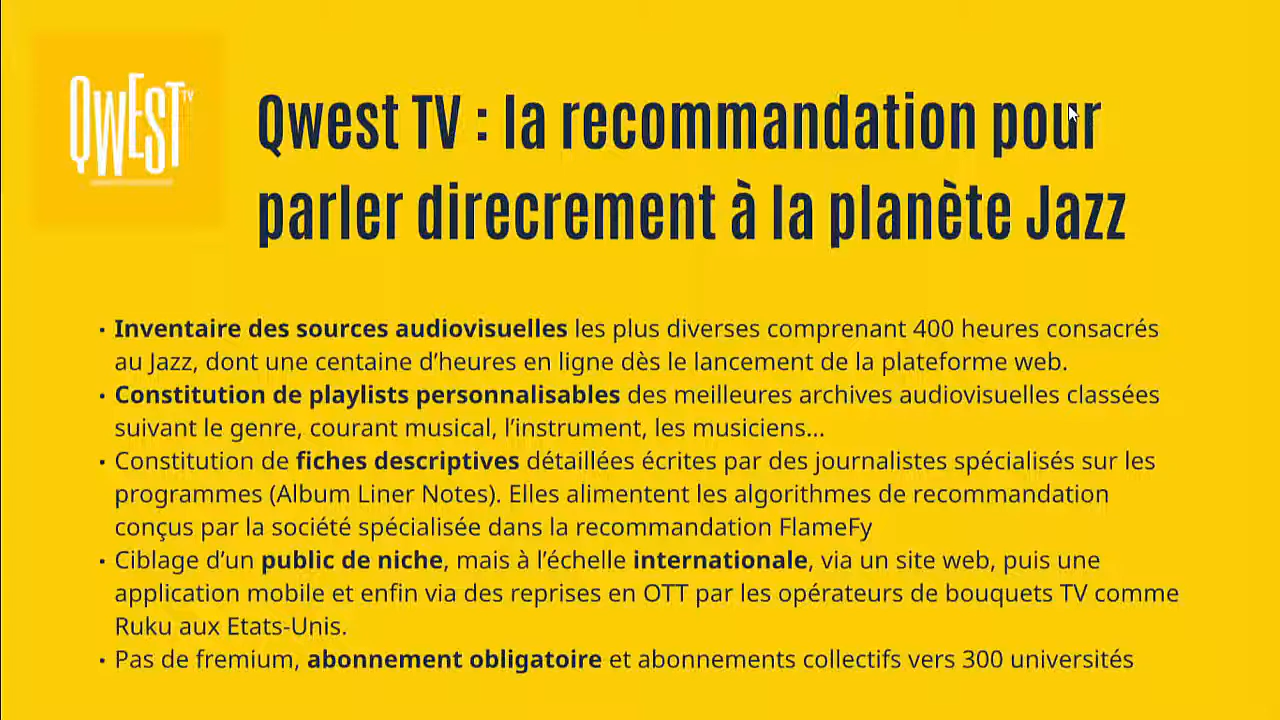 QWEST TV
Qwest TV : la recommandation pour
parler direcrement à la planète Jazz
• Inventaire des sources audiovisuelles les plus diverses comprenant 400 heures consacrés
au Jazz, dont une centaine d’heures en ligne dès le lancement de la plateforme web.
• Constitution de playlists personnalisables des meilleures archives audiovisuelles classées
suivant le genre, courant musical, l’instrument, les musiciens...
• Constitution de fiches descriptives détaillées écrites par des journalistes spécialisés sur les
programmes (Album Liner Notes). Elles alimentent les algorithmes de recommandation
conçus par la société spécialisée dans la recommandation FlameFy
• Ciblage d’un public de niche, mais à l’échelle internationale, via un site web, puis une
application mobile et enfin via des reprises en OTT par les opérateurs de bouquets TV comme
Ruku aux Etats-Unis.
• Pas de fremium, abonnement obligatoire et abonnements collectifs vers 300 universités